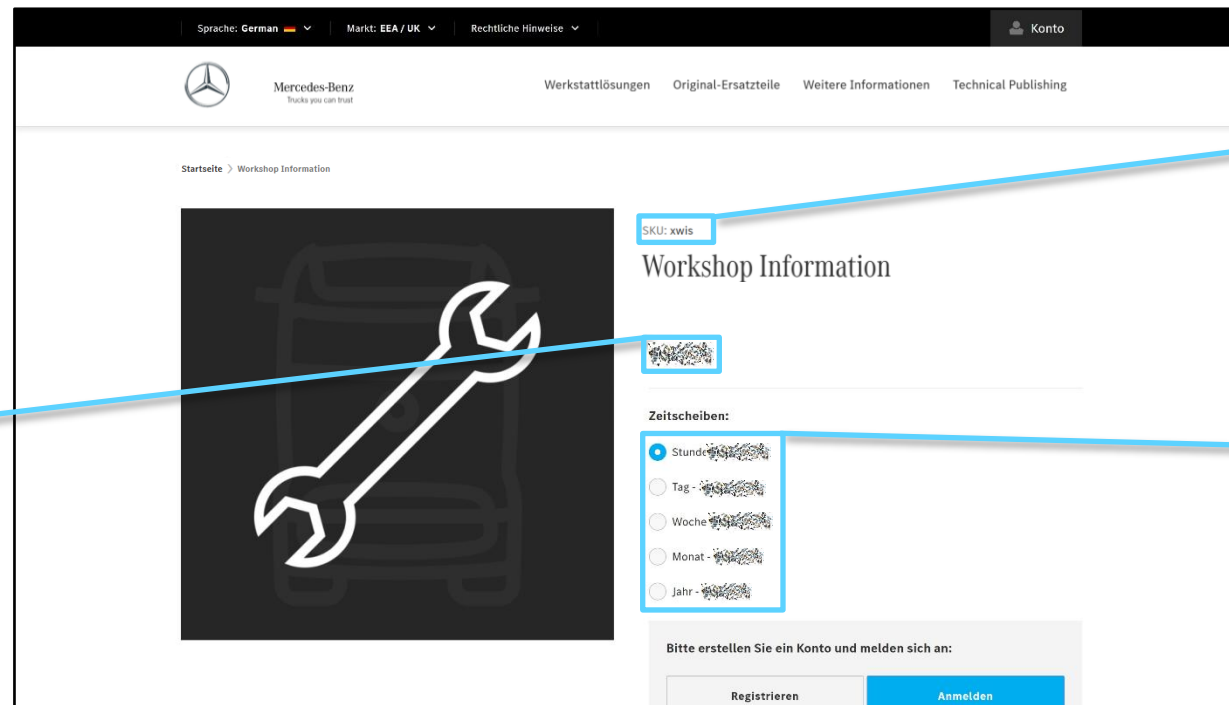 Sprache: German Markt: EEA / UK Rechtliche Hinweise Konto
Mercedes-Benz
Trucks you can trust
Werkstattlösungen Original-Ersatzteile Weitere Informationen Technical Publishing
Startseite > Workshop Information
SKU: xwis
Workshop Information
Zeitscheiben:
Stunde
Tag -
Woche
Monat -
Jahr -
Bitte erstellen Sie ein Konto und melden sich an:
Registrieren Anmelden